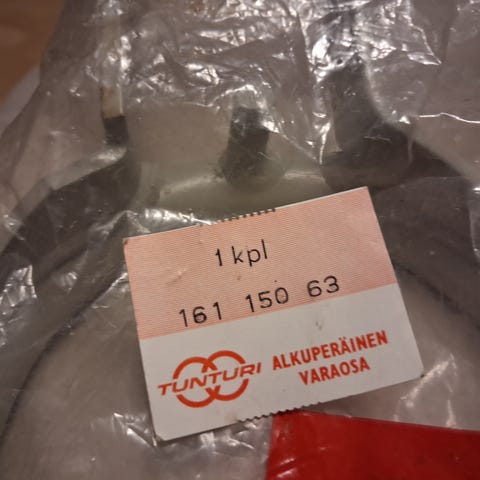 1 kpl
161 150 63
TUNTURI
ALKUPERÄINEN
VARAOSA